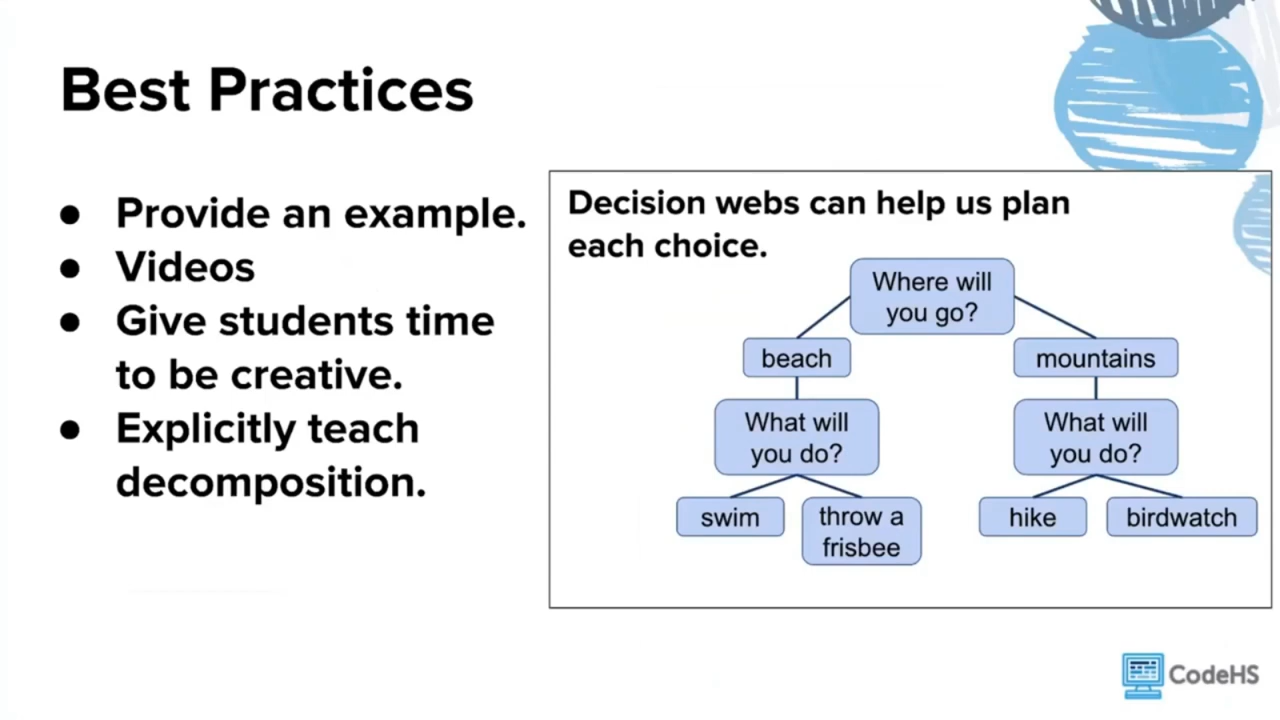 Best Practices
● Provide an example.
● Videos
● Give students time
to be creative.
● Explicitly teach
decomposition.
Decision webs can help us plan
each choice.
Where will
you go?
beach
mountains
What will
you do?
What will
you do?
swim
throw a
frisbee
hike
birdwatch
CodeHS